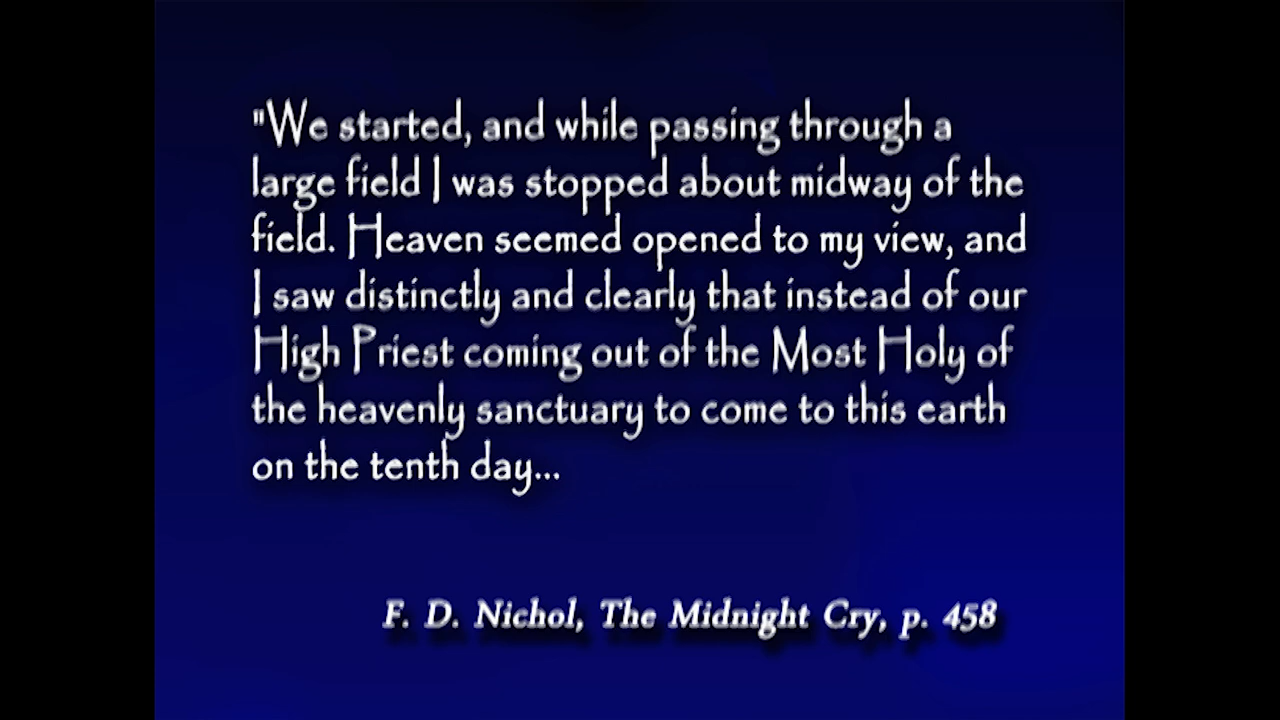 "We started, and while passing through a
large field I was stopped about midway of the
field. Heaven seemed opened to my view, and
I saw distinctly and clearly that instead of our
High Priest coming out of the Most Holy of
the heavenly sanctuary to come to this earth
on the tenth day...
F. D. Nichol, The Midnight Cry, p. 458